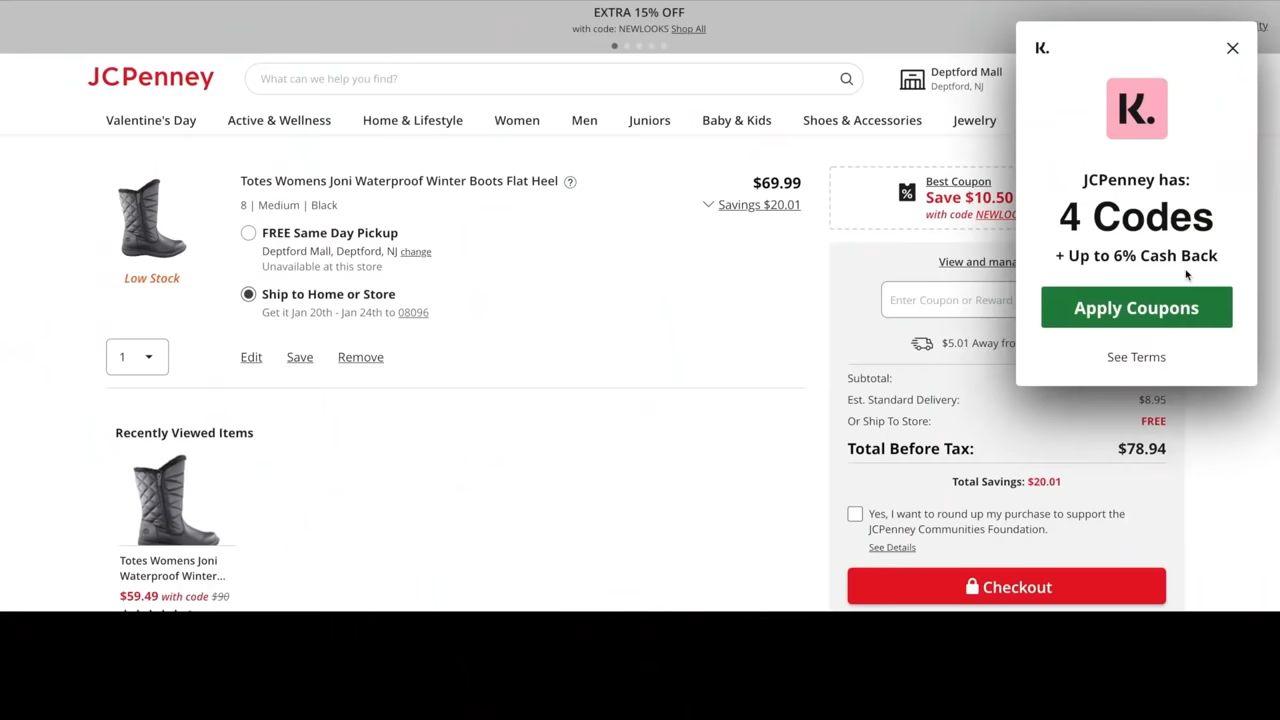 EXTRA 15% OFF
with code: NEWLOOKS Shop All
JCPenney
What can we help you find?
Deptford Mall
Deptford, NJ
Valentine's Day
Active & Wellness
Home & Lifestyle
Women
Men
Juniors
Baby & Kids
Shoes & Accessories
Jewelry
Totes Womens Joni Waterproof Winter Boots Flat Heel ?
$69.99
8 | Medium | Black
Savings $20.01
FREE Same Day Pickup
Deptford Mall, Deptford, NJ change
Unavailable at this store
Low Stock
Ship to Home or Store
Get it Jan 20th - Jan 24th to 08096
1
Edit
Save
Remove
Recently Viewed Items
Totes Womens Joni
Waterproof Winter...
$59.49 with code $90
%
Best Coupon
Save $10.50
with code NEWLOO
View and mana
Enter Coupon or Reward
$5.01 Away fro
Subtotal:
Est. Standard Delivery:
$8.95
Or Ship To Store:
FREE
Total Before Tax:
$78.94
Total Savings: $20.01
Yes, I want to round up my purchase to support the
JCPenney Communities Foundation.
See Details
Checkout
K.
K.
JCPenney has:
4 Codes
+ Up to 6% Cash Back
Apply Coupons
See Terms
ty